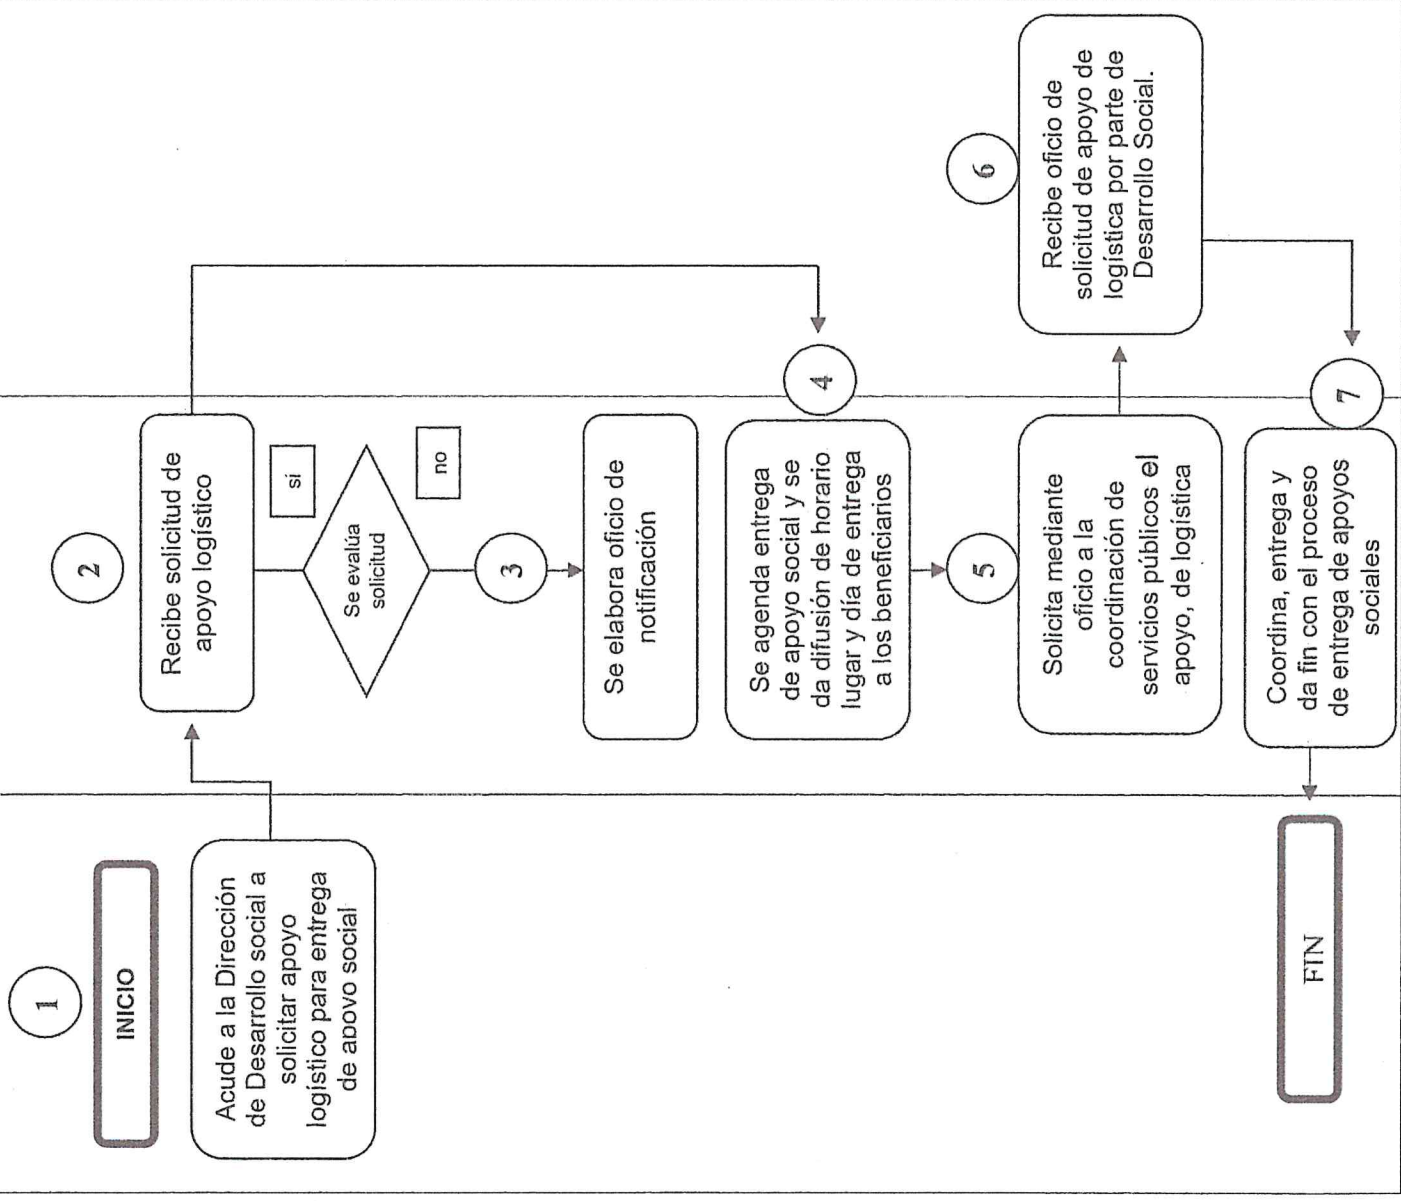 1
INICIO
Acude a la Dirección
de Desarrollo social a
solicitar apoyo
logístico para entrega
de apovo social
2
Recibe solicitud de
apoyo logístico
sí
Se evalúa
solicitud
no
3
Se elabora oficio de
notificación
4
Se agenda entrega
de apoyo social y se
da difusión de horario
lugar y día de entrega
a los beneficiarios
5
Solicita mediante
oficio a la
coordinación de
servicios públicos el
apoyo, de logística
6
Recibe oficio de
solicitud de apoyo de
logística por parte de
Desarrollo Social.
7
Coordina, entrega y
da fin con el proceso
de entrega de apoyos
sociales
FIN